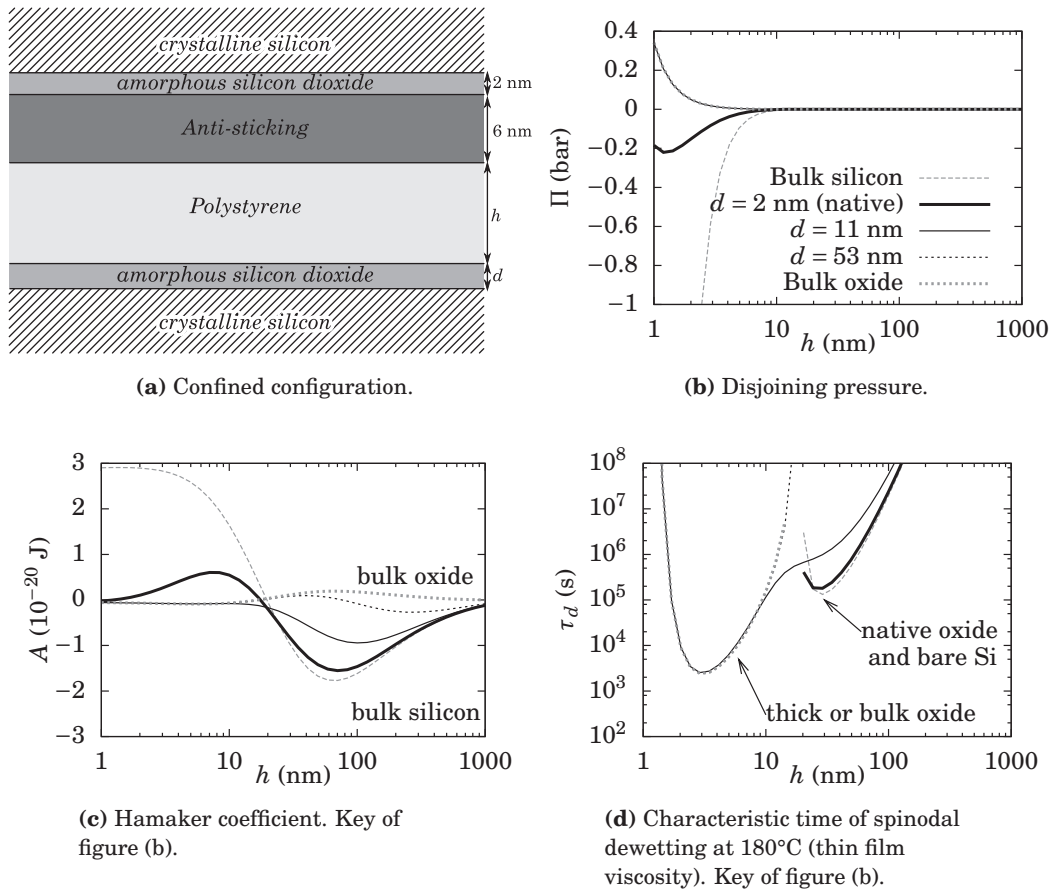 crystalline silicon
amorphous silicon dioxide
2 nm
Anti-sticking
6 nm
Polystyrene
h
amorphous silicon dioxide
d
crystalline silicon
(a) Confined configuration.
0.4
0.2
0
−0.2
−0.4
−0.6
−0.8
−1
Π (bar)
Bulk silicon
d = 2 nm (native)
d = 11 nm
d = 53 nm
Bulk oxide
1 10 100 1000
h (nm)
(b) Disjoining pressure.
3
2
1
0
−1
−2
−3
A (10⁻²⁰ J)
bulk oxide
bulk silicon
1 10 100 1000
h (nm)
(c) Hamaker coefficient. Key of
figure (b).
10⁸
10⁷
10⁶
10⁵
10⁴
10³
10²
τd (s)
native oxide
and bare Si
thick or bulk oxide
1 10 100 1000
h (nm)
(d) Characteristic time of spinodal
dewetting at 180°C (thin film
viscosity). Key of figure (b).